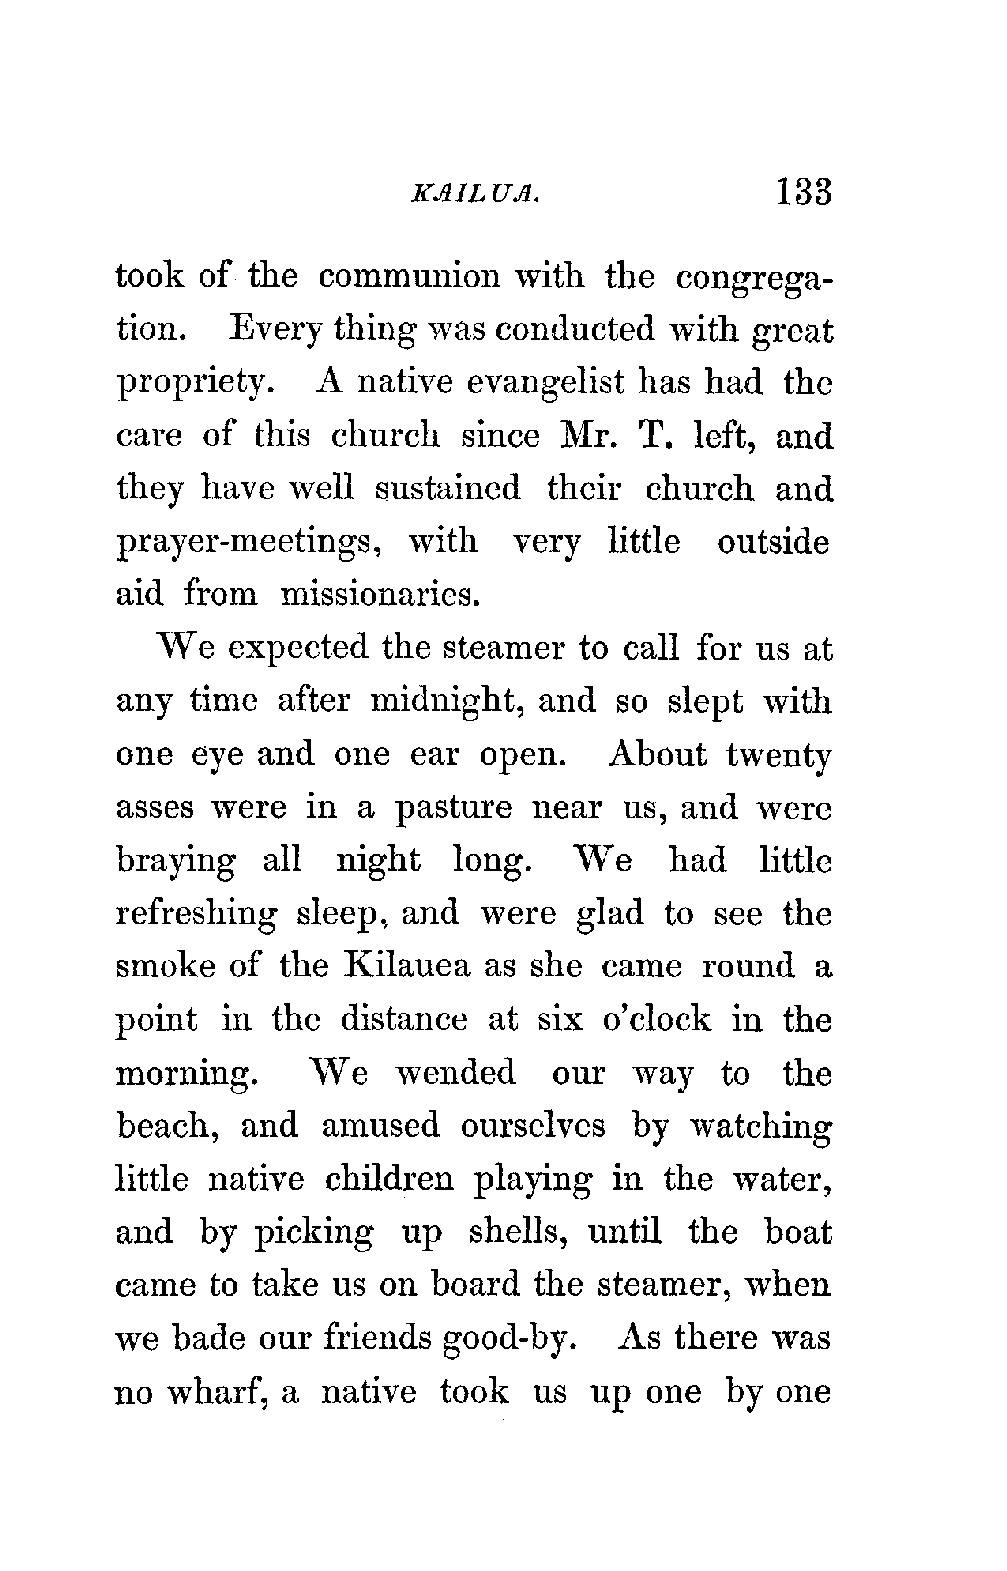 KAILUA. 133
took of the communion with the congrega-
tion. Every thing was conducted with great
propriety. A native evangelist has had the
care of this church since Mr. T. left, and
they have well sustained their church and
prayer-meetings, with very little outside
aid from missionaries.
We expected the steamer to call for us at
any time after midnight, and so slept with
one eye and one ear open. About twenty
asses were in a pasture near us, and were
braying all night long. We had little
refreshing sleep, and were glad to see the
smoke of the Kilauea as she came round a
point in the distance at six o'clock in the
morning. We wended our way to the
beach, and amused ourselves by watching
little native children playing in the water,
and by picking up shells, until the boat
came to take us on board the steamer, when
we bade our friends good-by. As there was
no wharf, a native took us up one by one